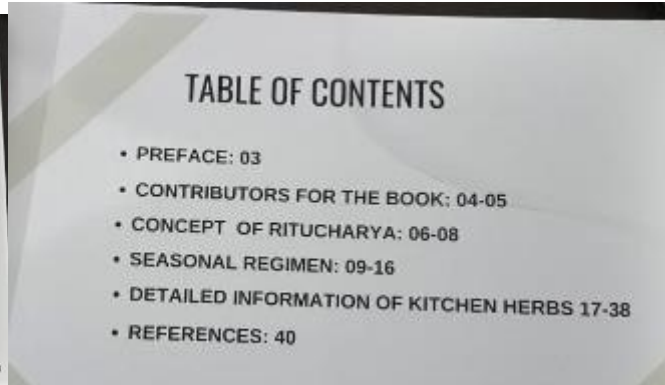 TABLE OF CONTENTS
• PREFACE: 03
• CONTRIBUTORS FOR THE BOOK: 04-05
• CONCEPT OF RITUCHARYA: 06-08
• SEASONAL REGIMEN: 09-16
• DETAILED INFORMATION OF KITCHEN HERBS 17-38
• REFERENCES: 40